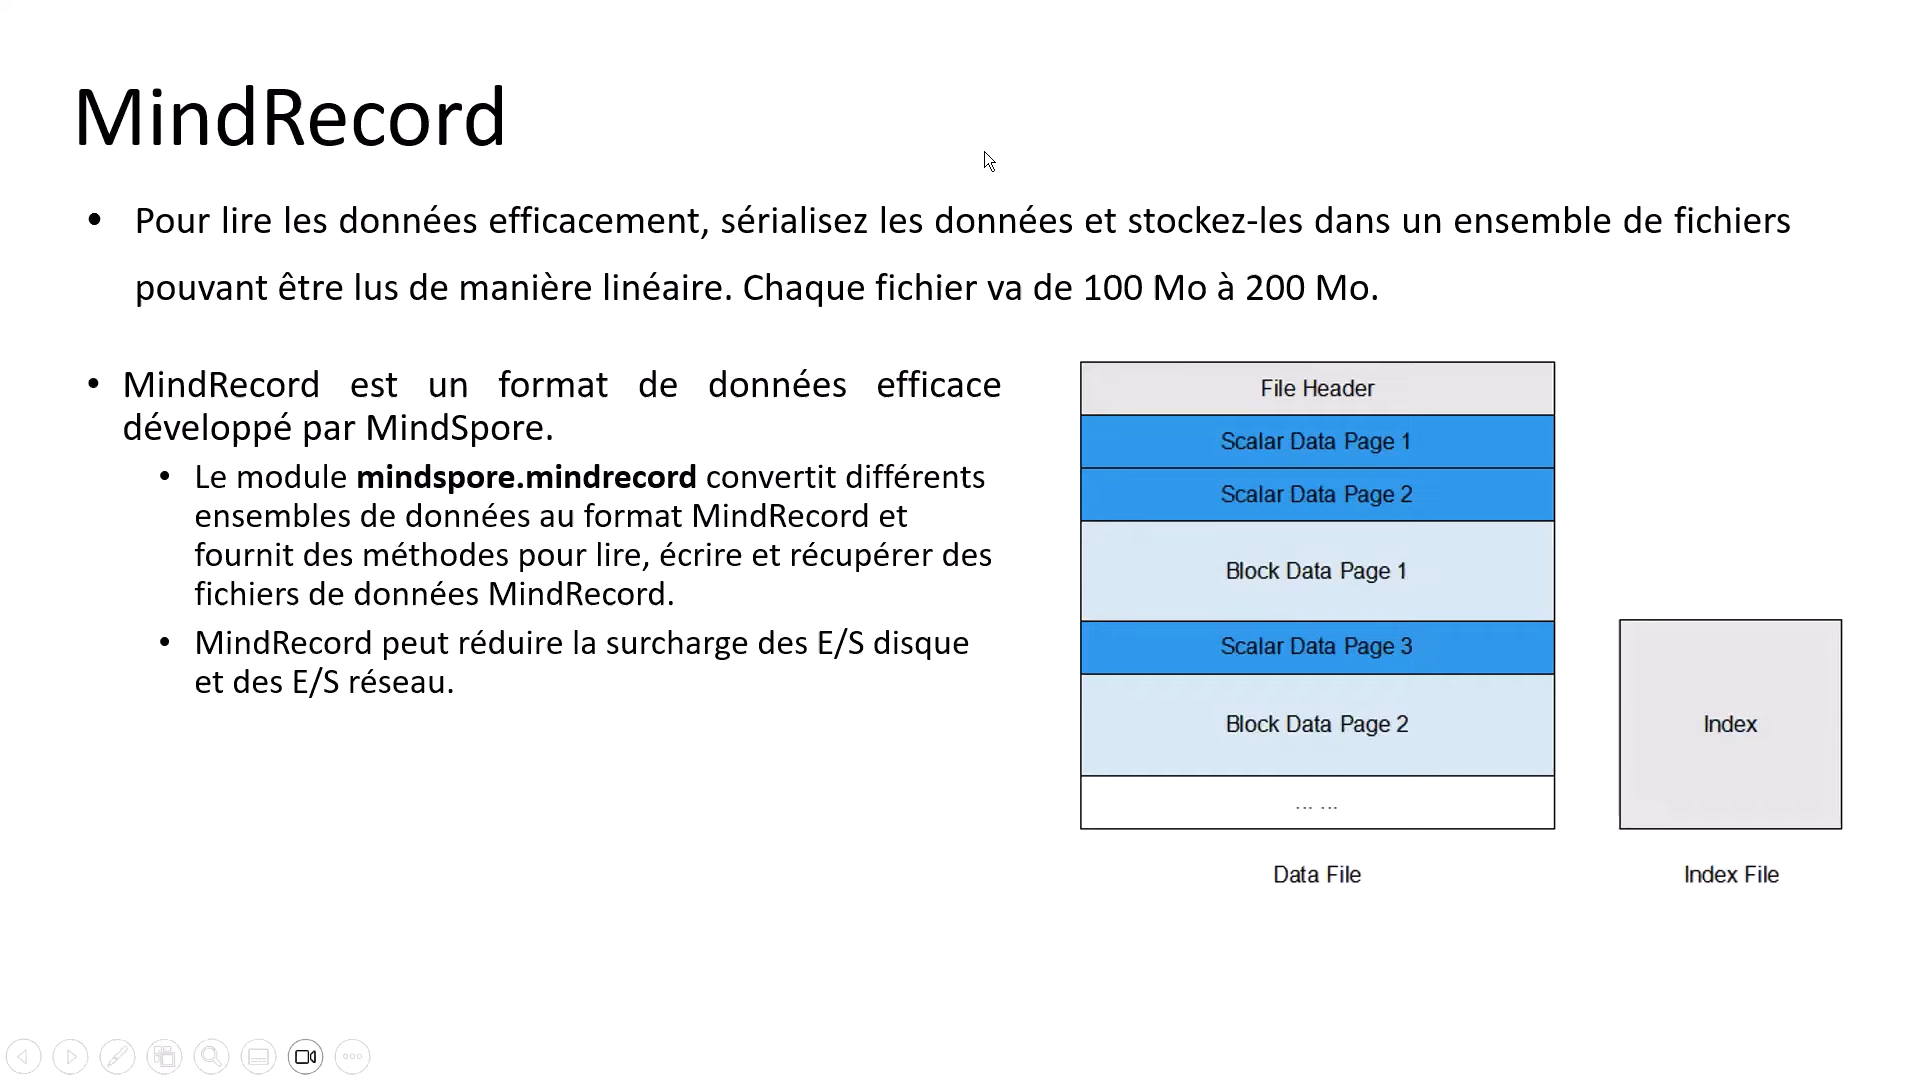 MindRecord
• Pour lire les données efficacement, sérialisez les données et stockez-les dans un ensemble de fichiers
pouvant être lus de manière linéaire. Chaque fichier va de 100 Mo à 200 Mo.
• MindRecord est un format de données efficace
développé par MindSpore.
• Le module mindspore.mindrecord convertit différents
ensembles de données au format MindRecord et
fournit des méthodes pour lire, écrire et récupérer des
fichiers de données MindRecord.
• MindRecord peut réduire la surcharge des E/S disque
et des E/S réseau.
File Header
Scalar Data Page 1
Scalar Data Page 2
Block Data Page 1
Scalar Data Page 3
Block Data Page 2
... ...
Data File
Index
Index File